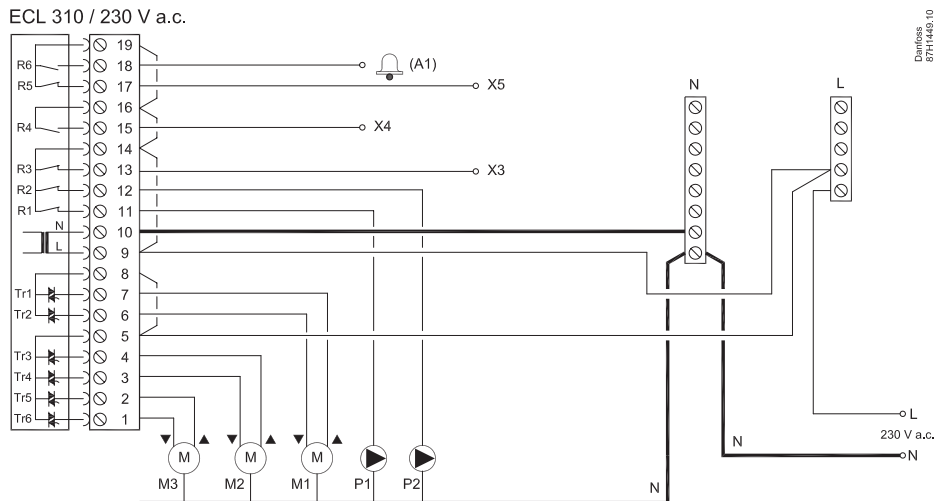 ECL 310 / 230 V a.c.
Danfoss
87H1449.10
19
R6 18 (A1)
R5 17 X5
16
R4 15 X4
14
R3 13 X3
R2 12
R1 11
N 10
L 9
8
Tr1 7
Tr2 6
5
Tr3 4
Tr4 3
Tr5 2
Tr6 1
N L
L
230 V a.c.
N N
M M M
M3 M2 M1 P1 P2 N